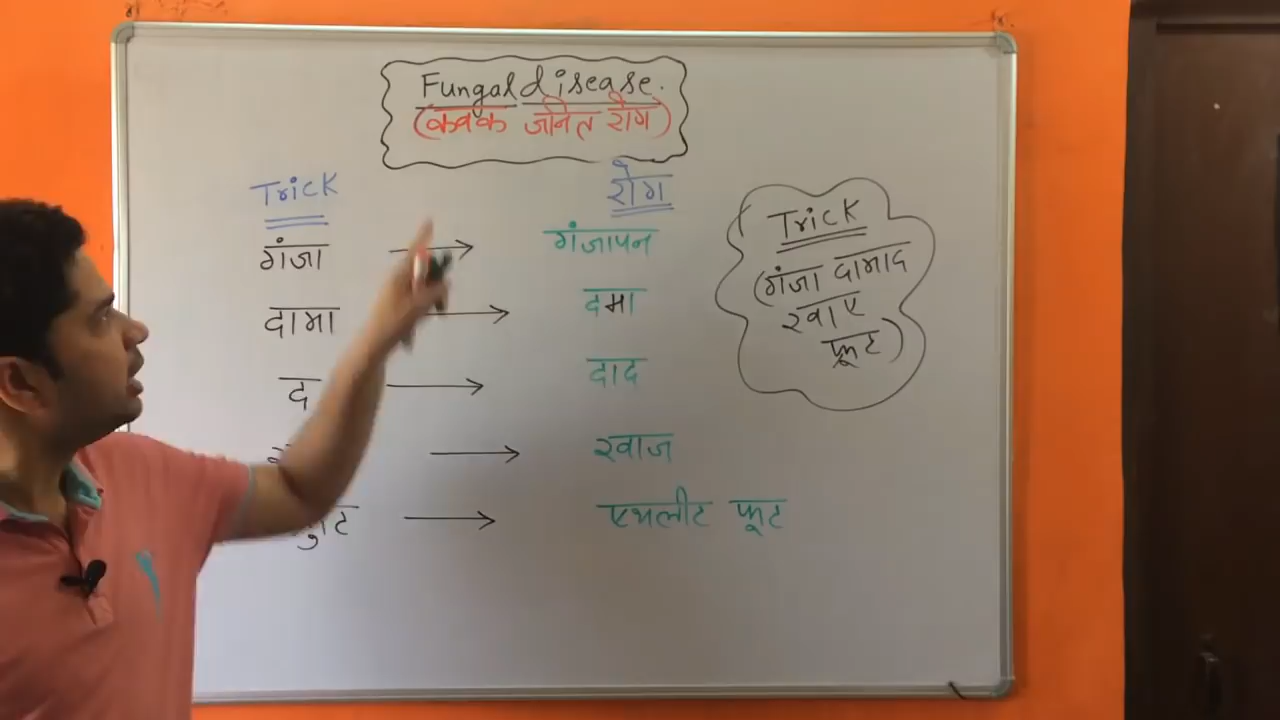 Fungal disease.
(कवक जनित रोग)
Trick
रोग
गंजा → गंजापन
दामा → दमा
द → दाद
→ खाज
→ एथलीट फूट
Trick
(गंजा दामाद
खाए
फूट)